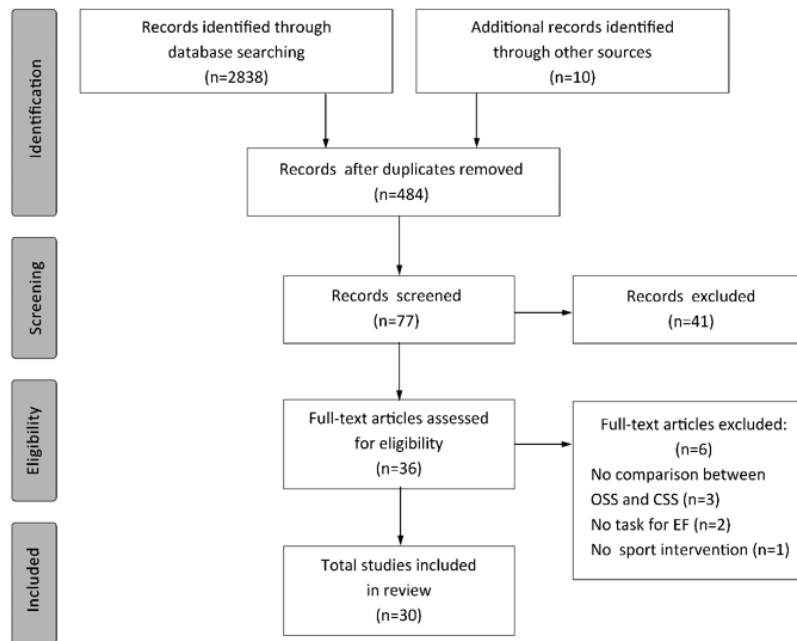 Identification
Records identified through
database searching
(n=2838)
Additional records identified
through other sources
(n=10)
Records after duplicates removed
(n=484)
Screening
Records screened
(n=77)
Records excluded
(n=41)
Eligibility
Full-text articles assessed
for eligibility
(n=36)
Full-text articles excluded:
(n=6)
No comparison between
OSS and CSS (n=3)
No task for EF (n=2)
No sport intervention (n=1)
Included
Total studies included
in review
(n=30)